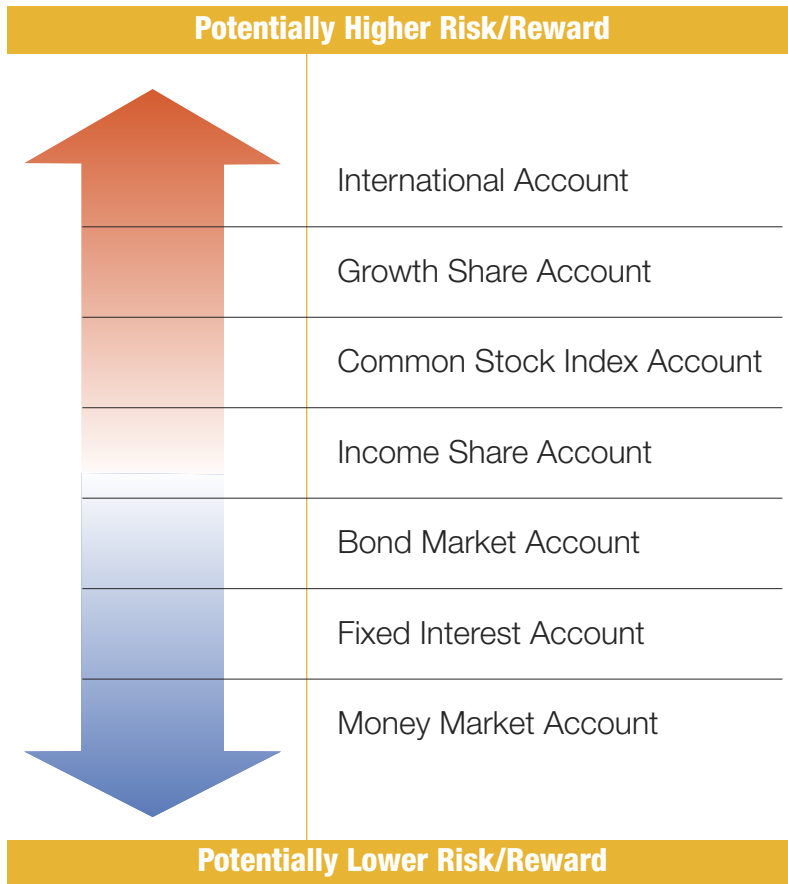 Potentially Higher Risk/Reward
International Account
Growth Share Account
Common Stock Index Account
Income Share Account
Bond Market Account
Fixed Interest Account
Money Market Account
Potentially Lower Risk/Reward